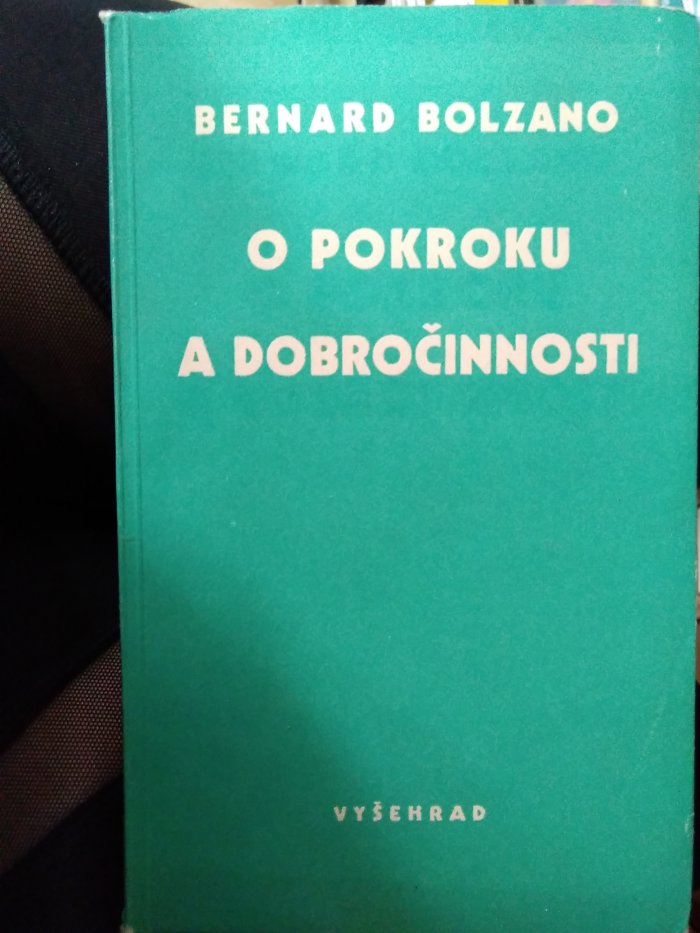 BERNARD BOLZANO
O POKROKU
A DOBROČINNOSTI
VYŠEHRAD